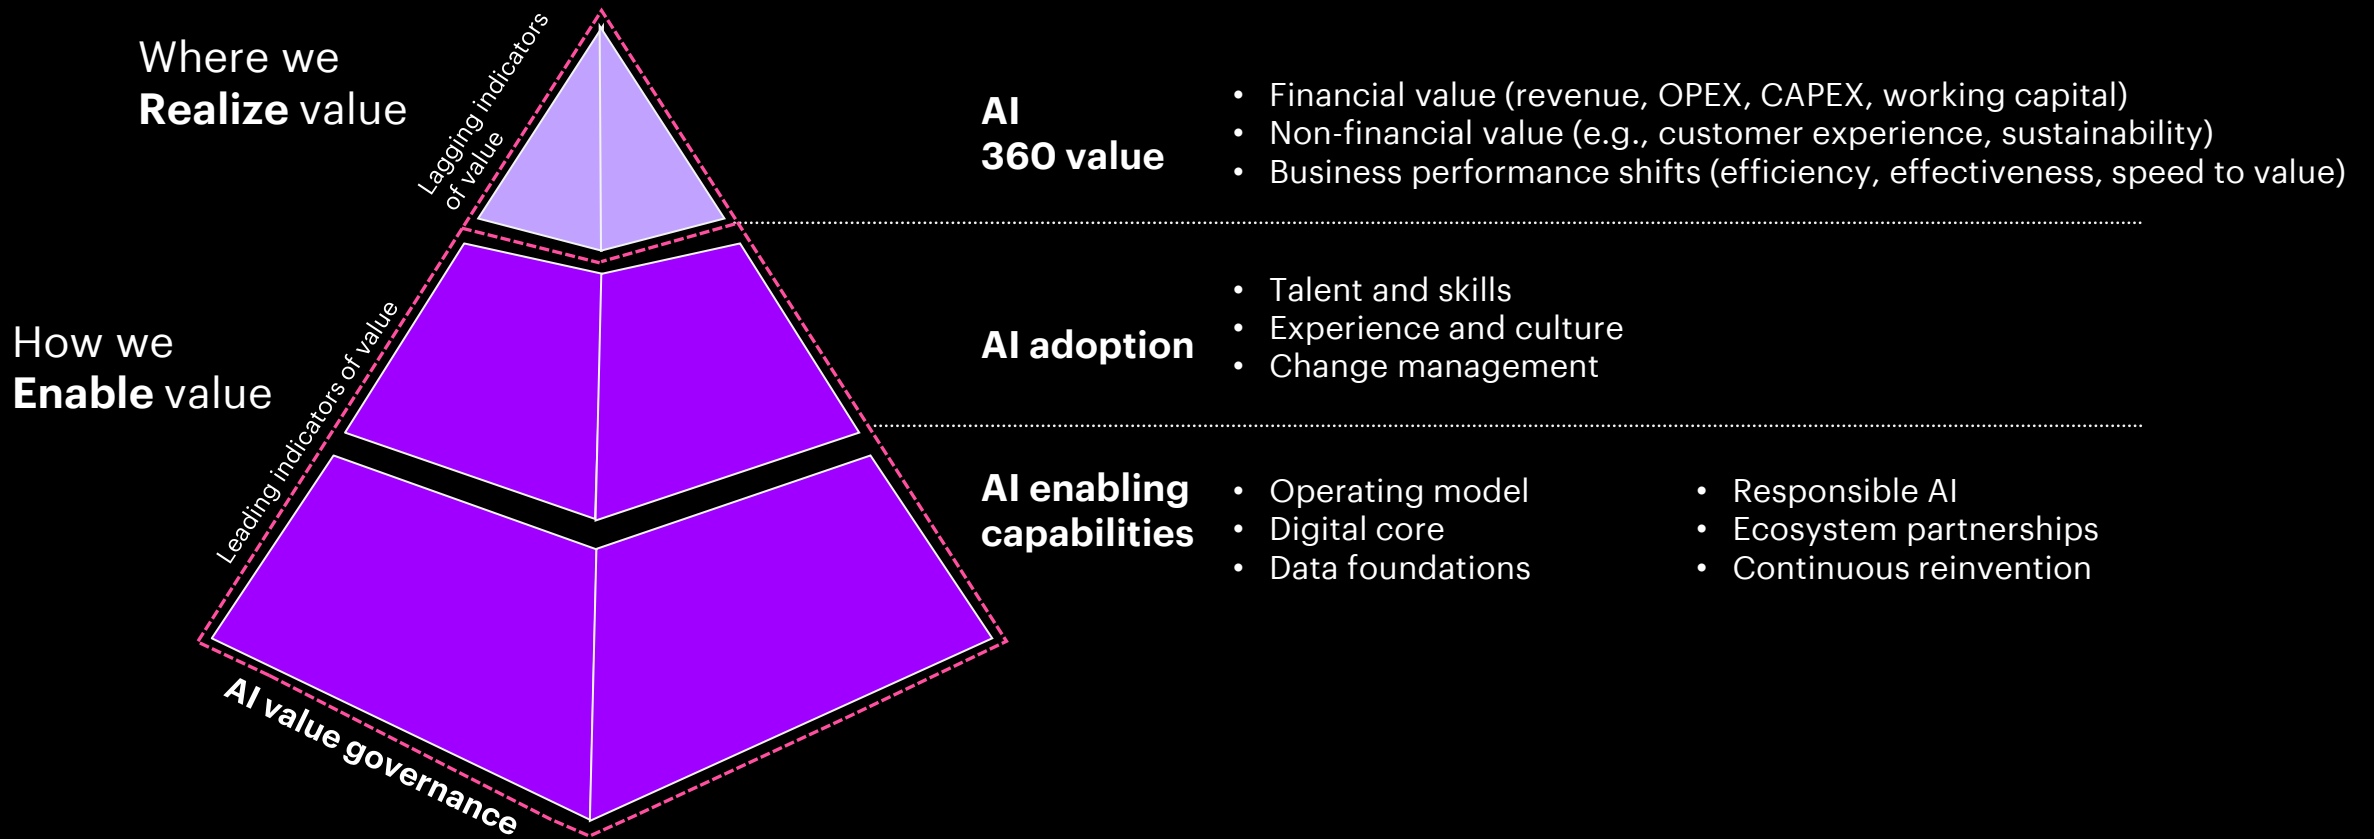 Where we
Realize value
Lagging indicators
of value
AI
360 value
• Financial value (revenue, OPEX, CAPEX, working capital)
• Non-financial value (e.g., customer experience, sustainability)
• Business performance shifts (efficiency, effectiveness, speed to value)
How we
Enable value
Leading indicators of value
AI adoption
• Talent and skills
• Experience and culture
• Change management
AI enabling
capabilities
• Operating model
• Digital core
• Data foundations
• Responsible AI
• Ecosystem partnerships
• Continuous reinvention
AI value governance